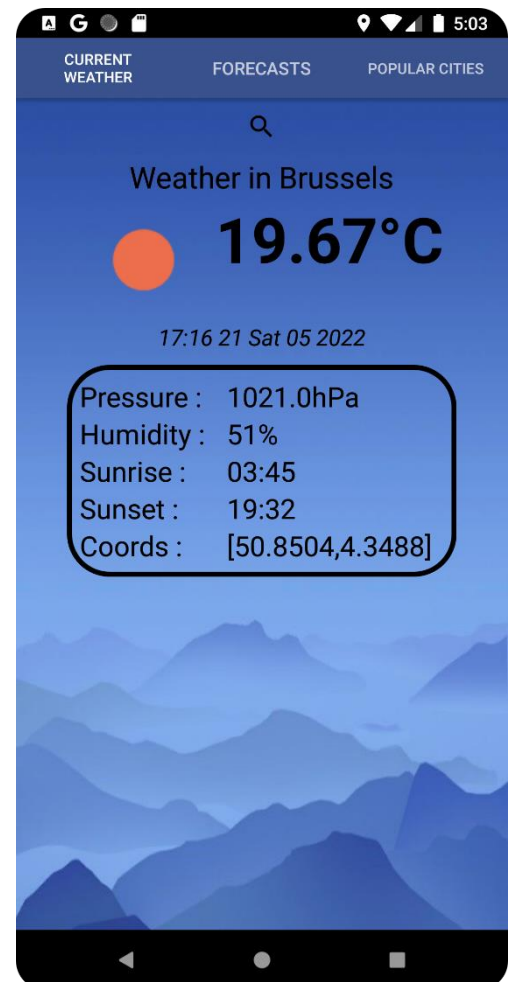 A G 5:03
CURRENT
WEATHER
FORECASTS
POPULAR CITIES
Weather in Brussels
19.67°C
17:16 21 Sat 05 2022
Pressure : 1021.0hPa
Humidity : 51%
Sunrise : 03:45
Sunset : 19:32
Coords : [50.8504,4.3488]